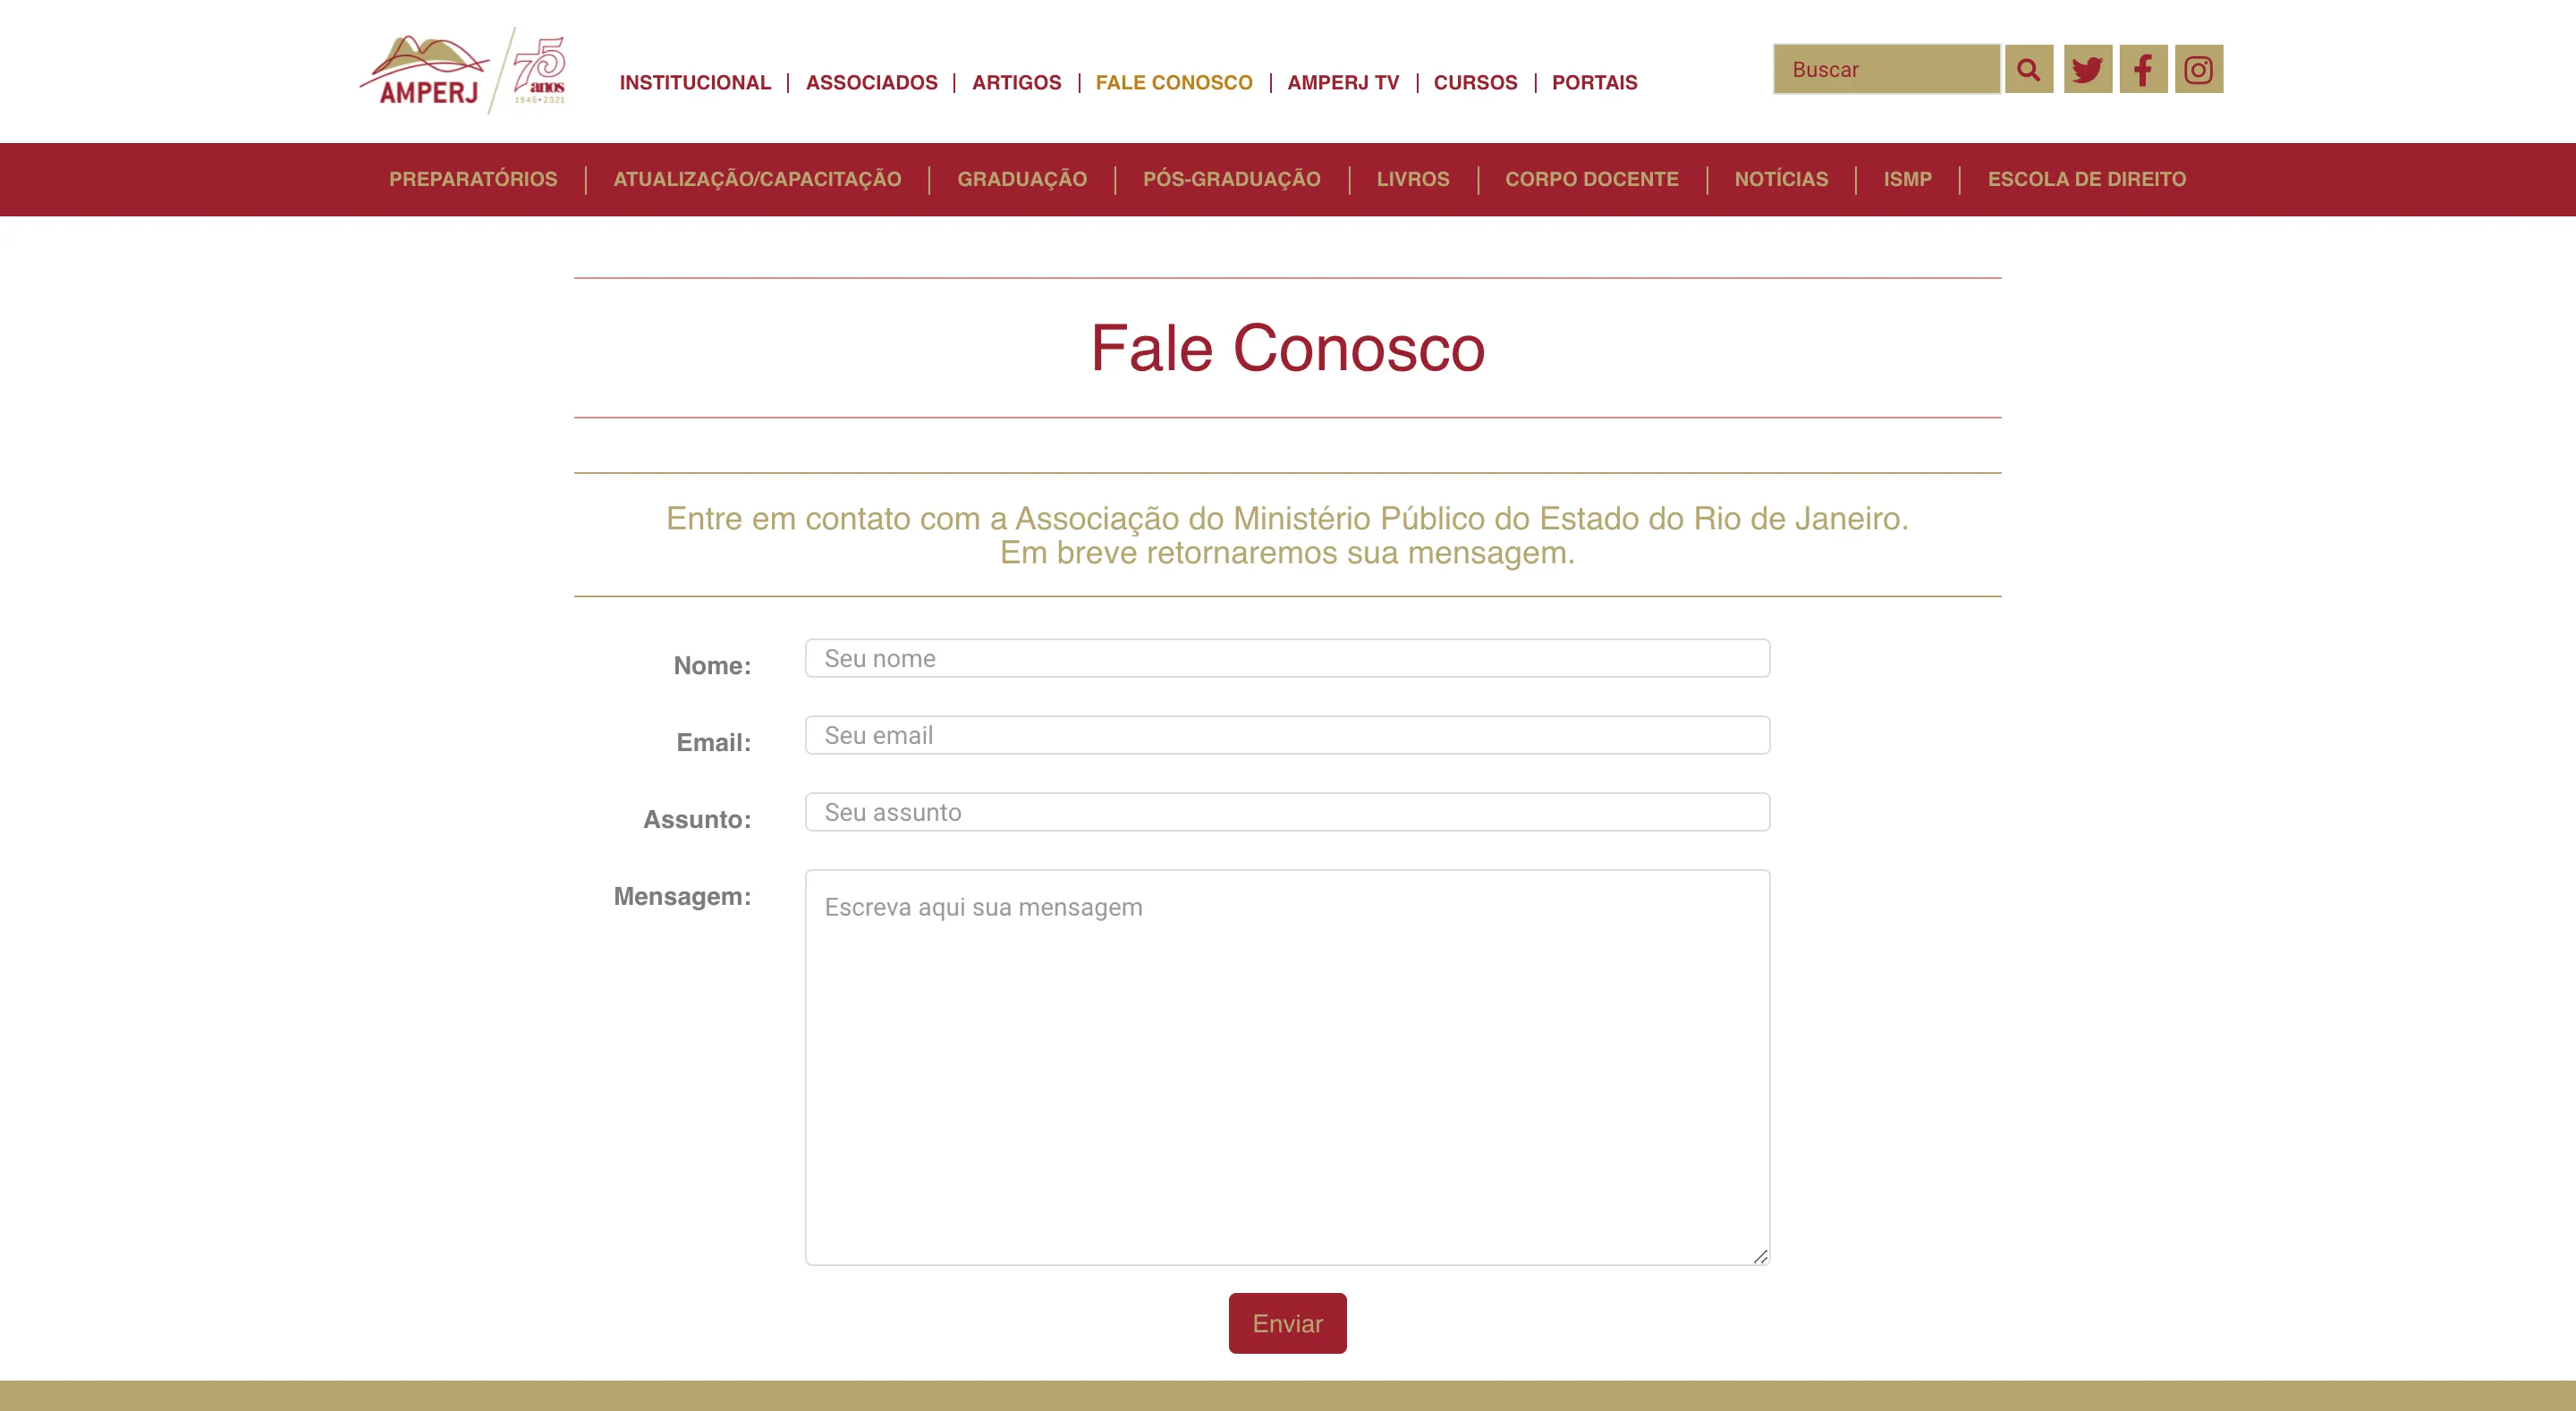 AMPERJ
75 anos
1946•2021
INSTITUCIONAL | ASSOCIADOS | ARTIGOS | FALE CONOSCO | AMPERJ TV | CURSOS | PORTAIS
Buscar
PREPARATÓRIOS | ATUALIZAÇÃO/CAPACITAÇÃO | GRADUAÇÃO | PÓS-GRADUAÇÃO | LIVROS | CORPO DOCENTE | NOTÍCIAS | ISMP | ESCOLA DE DIREITO
Fale Conosco
Entre em contato com a Associação do Ministério Público do Estado do Rio de Janeiro.
Em breve retornaremos sua mensagem.
Nome: Seu nome
Email: Seu email
Assunto: Seu assunto
Mensagem: Escreva aqui sua mensagem
Enviar